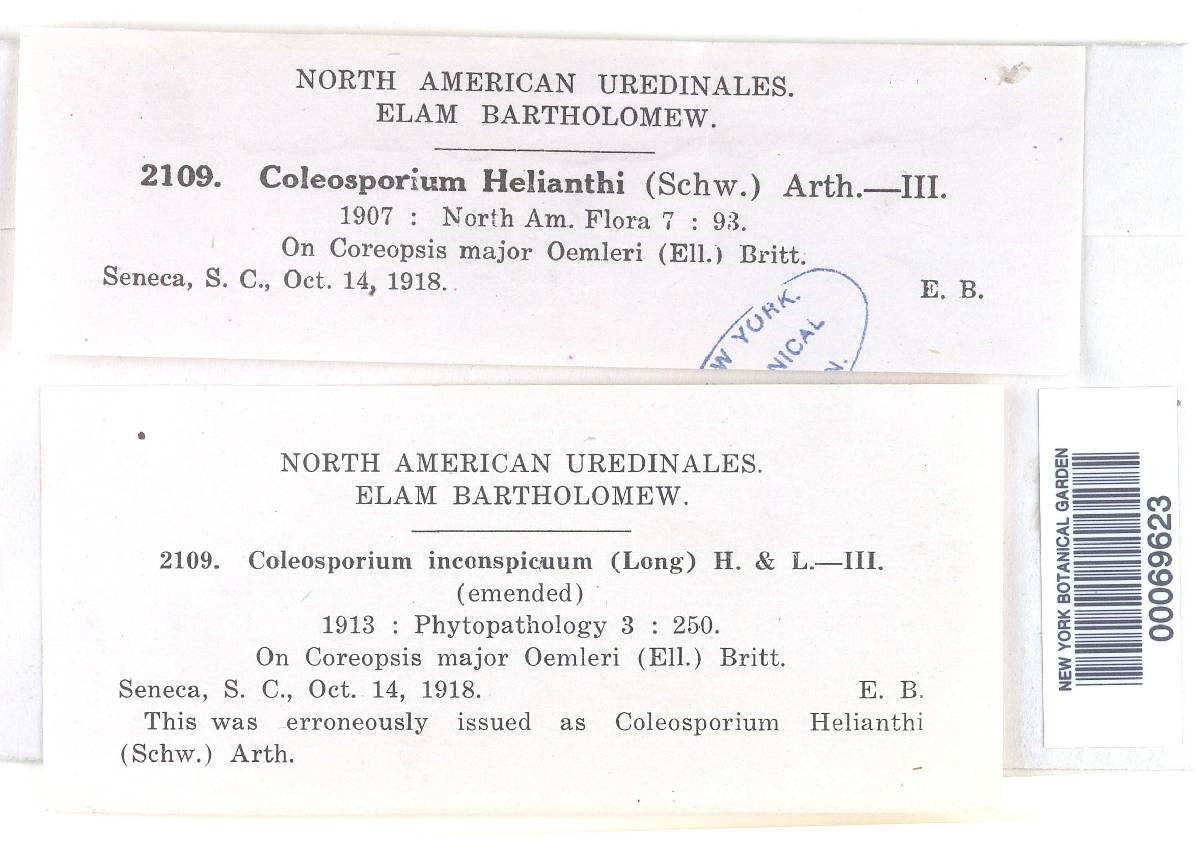 NORTH AMERICAN UREDINALES.
ELAM BARTHOLOMEW.
2109. Coleosporium Helianthi (Schw.) Arth.—III.
1907 : North Am. Flora 7 : 93.
On Coreopsis major Oemleri (Ell.) Britt.
Seneca, S. C., Oct. 14, 1918.
E. B.
W YORK.
NICAL
N.
NORTH AMERICAN UREDINALES.
ELAM BARTHOLOMEW.
2109. Coleosporium inconspicuum (Long) H. & L.—III.
(emended)
1913 : Phytopathology 3 : 250.
On Coreopsis major Oemleri (Ell.) Britt.
Seneca, S. C., Oct. 14, 1918. E. B.
This was erroneously issued as Coleosporium Helianthi
(Schw.) Arth.
NEW YORK BOTANICAL GARDEN
00069623